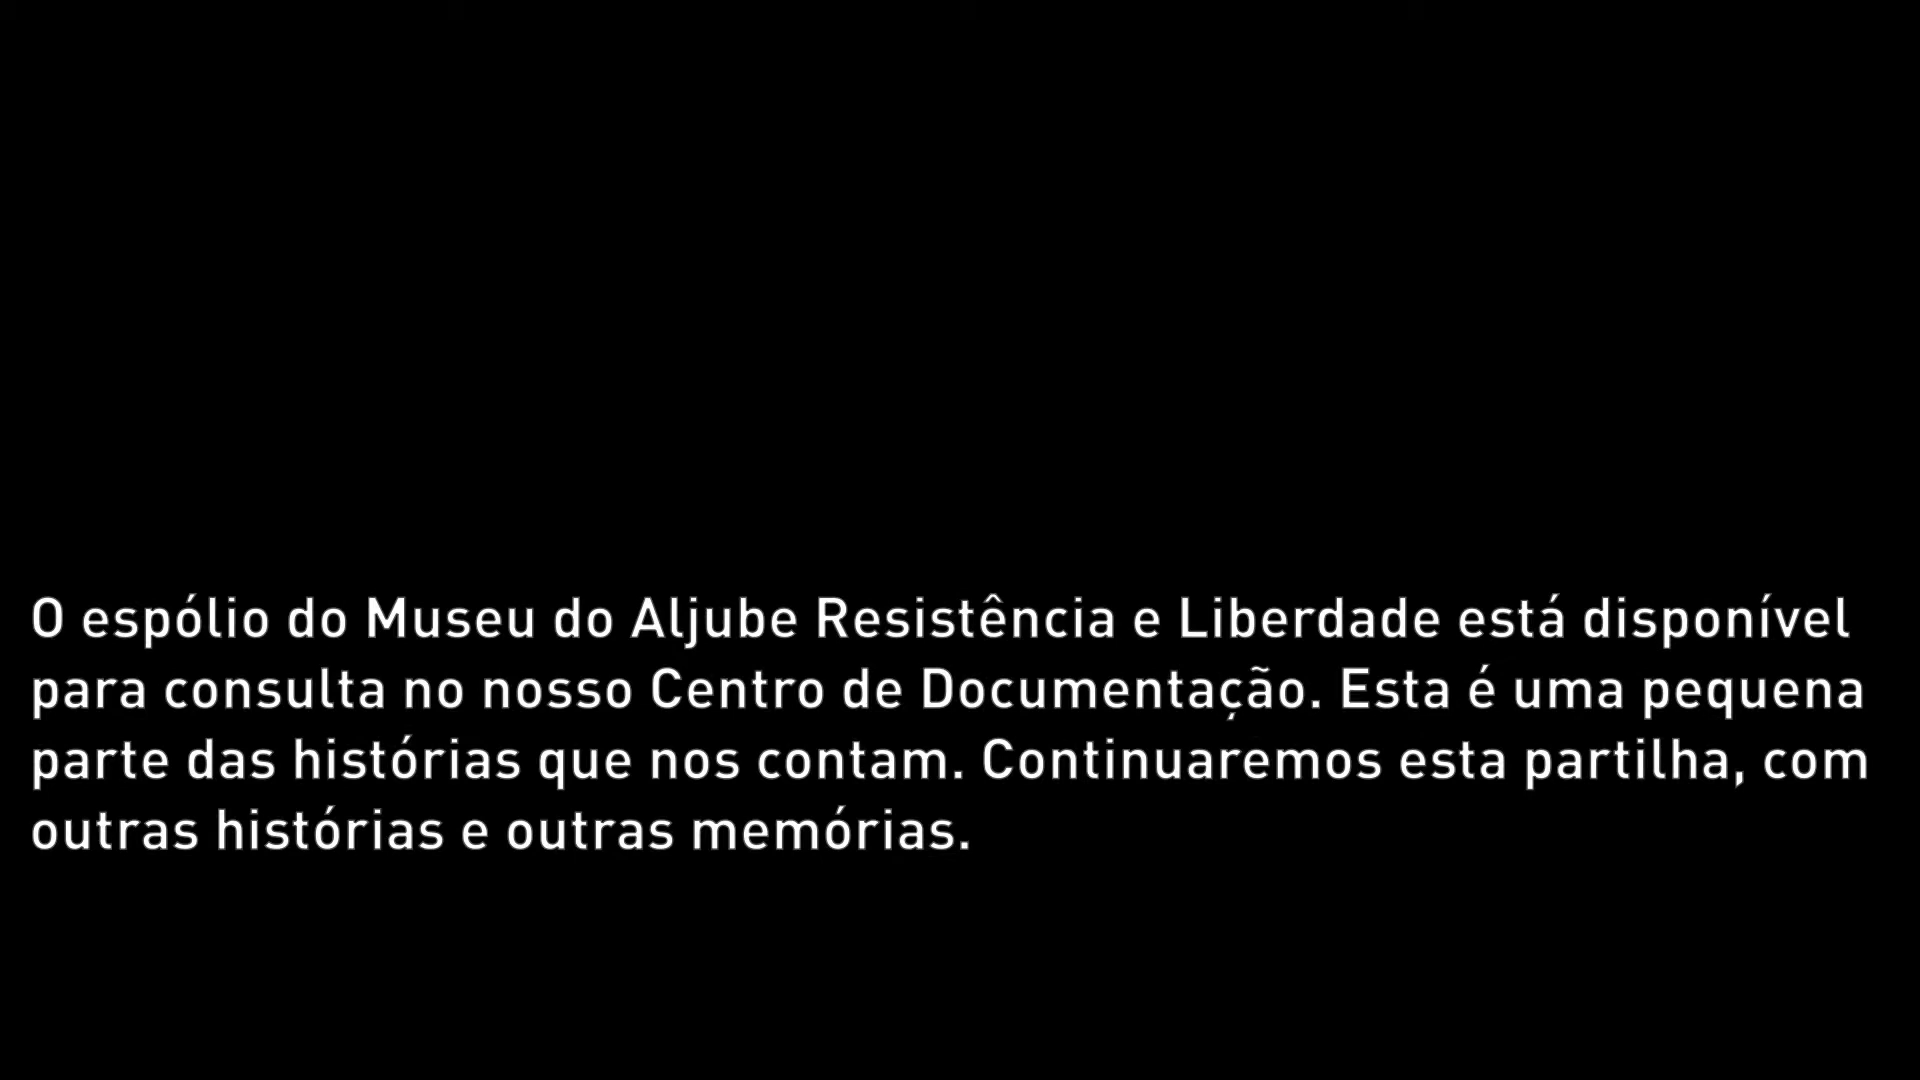 O espólio do Museu do Aljube Resistência e Liberdade está disponível
para consulta no nosso Centro de Documentação. Esta é uma pequena
parte das histórias que nos contam. Continuaremos esta partilha, com
outras histórias e outras memórias.